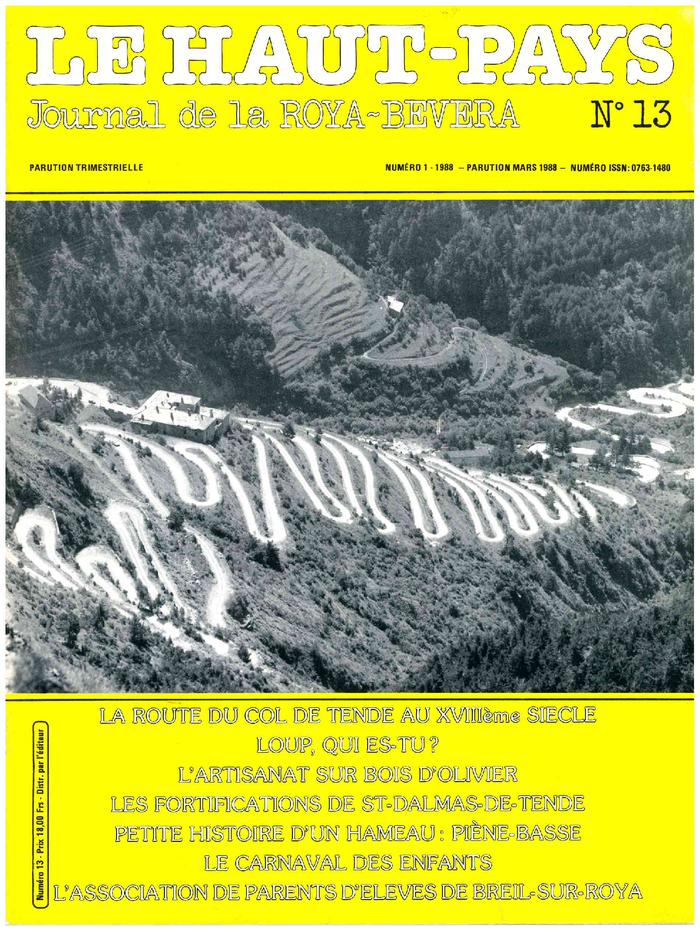 LE HAUT-PAYS
Journal de la ROYA~BEVERA N° 13
PARUTION TRIMESTRIELLE NUMÉRO 1 - 1988 – PARUTION MARS 1988 – NUMÉRO ISSN: 0763-1480
LA ROUTE DU COL DE TENDE AU XVIIIème SIECLE
LOUP, QUI ES-TU ?
L'ARTISANAT SUR BOIS D'OLIVIER
LES FORTIFICATIONS DE ST-DALMAS-DE-TENDE
PETITE HISTOIRE D'UN HAMEAU : PIÈNE-BASSE
LE CARNAVAL DES ENFANTS
L'ASSOCIATION DE PARENTS D'ELEVES DE BREIL-SUR-ROYA
Numéro 13 - Prix 18,00 Frs - Distr. par l'éditeur